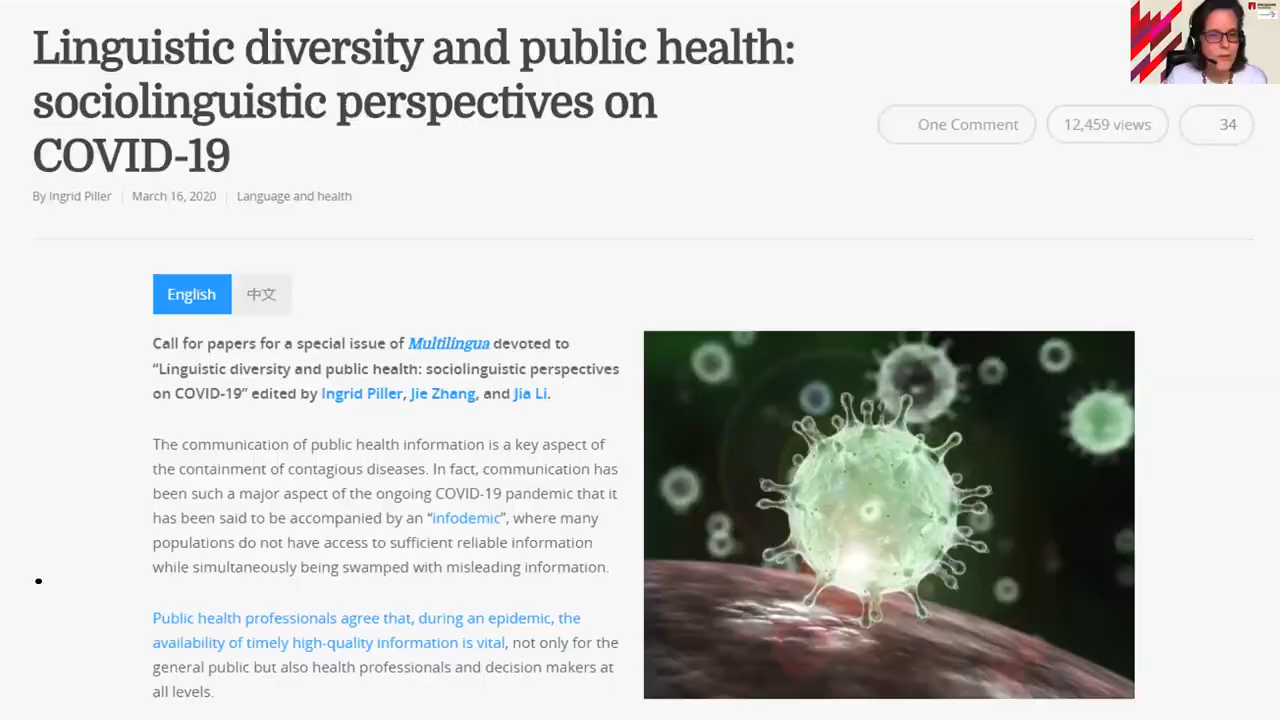 Linguistic diversity and public health:
sociolinguistic perspectives on
COVID-19
One Comment
12,459 views
34
By Ingrid Piller
March 16, 2020
Language and health
English
中文
Call for papers for a special issue of Multilingua devoted to
“Linguistic diversity and public health: sociolinguistic perspectives
on COVID-19” edited by Ingrid Piller, Jie Zhang, and Jia Li.
The communication of public health information is a key aspect of
the containment of contagious diseases. In fact, communication has
been such a major aspect of the ongoing COVID-19 pandemic that it
has been said to be accompanied by an “infodemic”, where many
populations do not have access to sufficient reliable information
while simultaneously being swamped with misleading information.
Public health professionals agree that, during an epidemic, the
availability of timely high-quality information is vital, not only for the
general public but also health professionals and decision makers at
all levels.